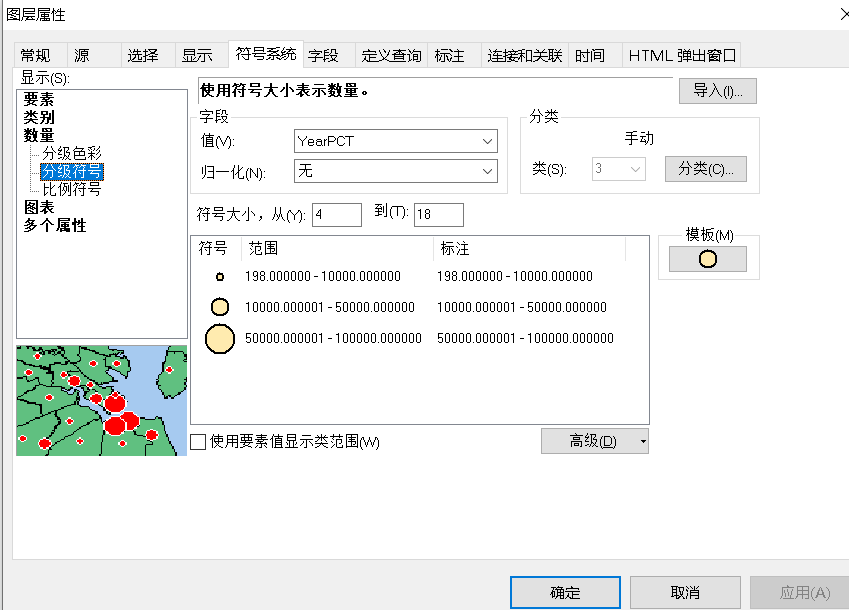 图层属性
常规 源 选择 显示 符号系统 字段 定义查询 标注 连接和关联 时间 HTML 弹出窗口
显示(S):
要素
类别
数量
分级色彩
分级符号
比例符号
图表
多个属性
使用符号大小表示数量。
导入(I)...
字段
值(V): YearPCT
归一化(N): 无
分类
手动
类(S): 3 分类(C)...
符号大小，从(Y): 4 到(T): 18
符号 范围 标注
198.000000 - 10000.000000 198.000000 - 10000.000000
10000.000001 - 50000.000000 10000.000001 - 50000.000000
50000.000001 - 100000.000000 50000.000001 - 100000.000000
模板(M)
使用要素值显示类范围(W)
高级(D)
确定 取消 应用(A)